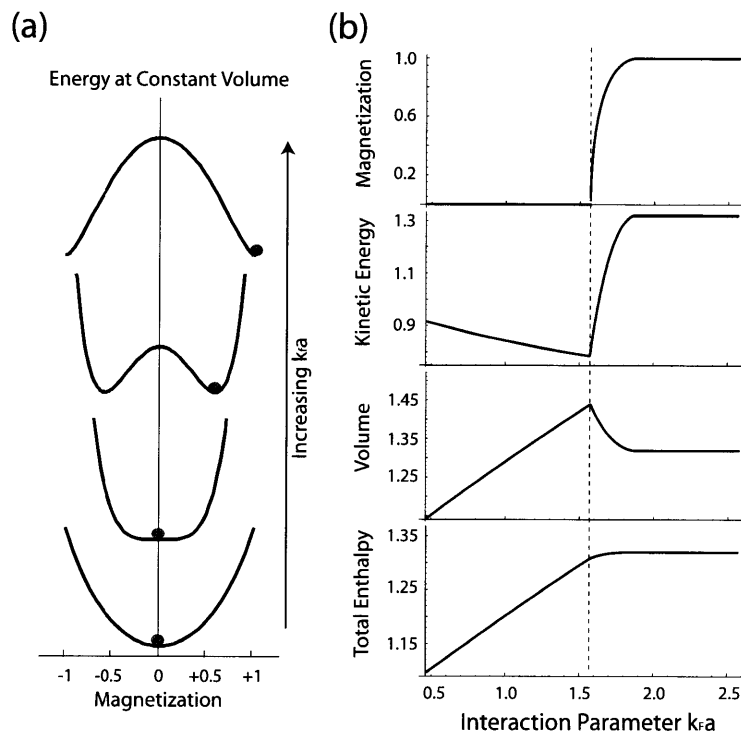 (a)
Energy at Constant Volume
Increasing kfa
-1 -0.5 0 +0.5 +1
Magnetization
(b)
Magnetization
1.0
0.6
0.2
Kinetic Energy
1.3
1.1
0.9
Volume
1.45
1.35
1.25
Total Enthalpy
1.35
1.25
1.15
0.5 1.0 1.5 2.0 2.5
Interaction Parameter kFa